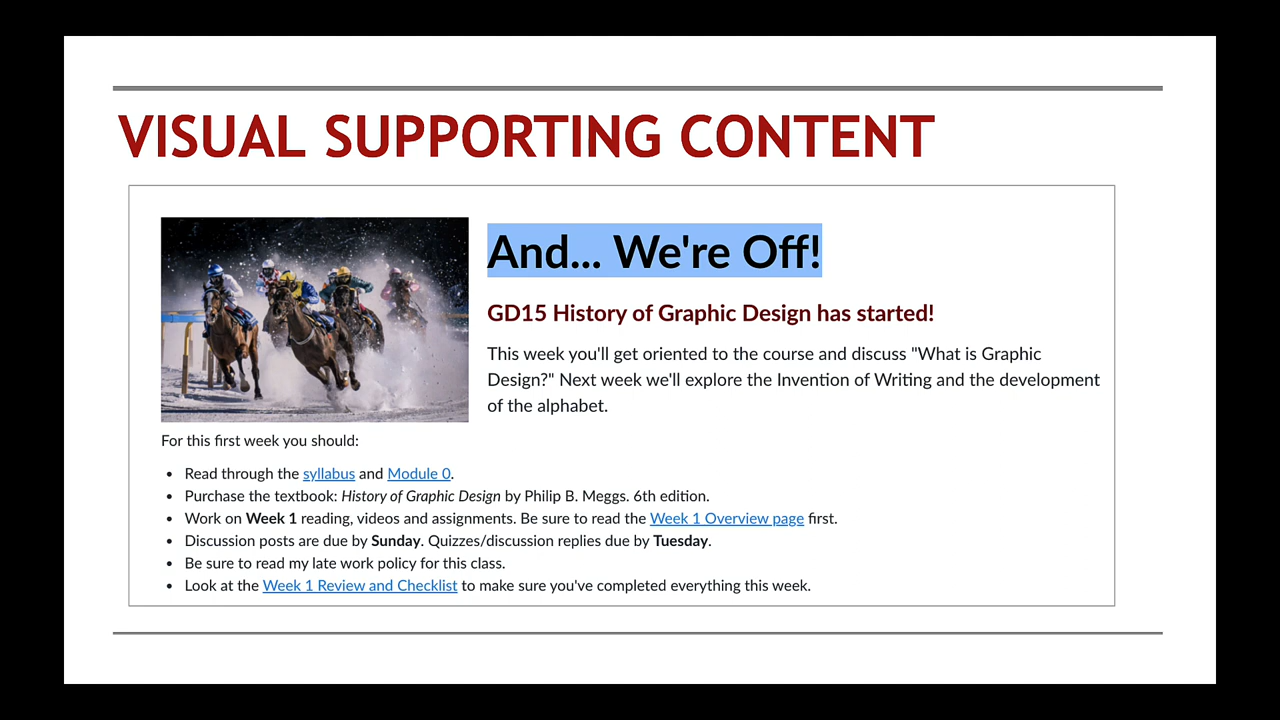 VISUAL SUPPORTING CONTENT
And... We're Off!
GD15 History of Graphic Design has started!
This week you'll get oriented to the course and discuss "What is Graphic
Design?" Next week we'll explore the Invention of Writing and the development
of the alphabet.
For this first week you should:
• Read through the syllabus and Module 0.
• Purchase the textbook: History of Graphic Design by Philip B. Meggs. 6th edition.
• Work on Week 1 reading, videos and assignments. Be sure to read the Week 1 Overview page first.
• Discussion posts are due by Sunday. Quizzes/discussion replies due by Tuesday.
• Be sure to read my late work policy for this class.
• Look at the Week 1 Review and Checklist to make sure you've completed everything this week.